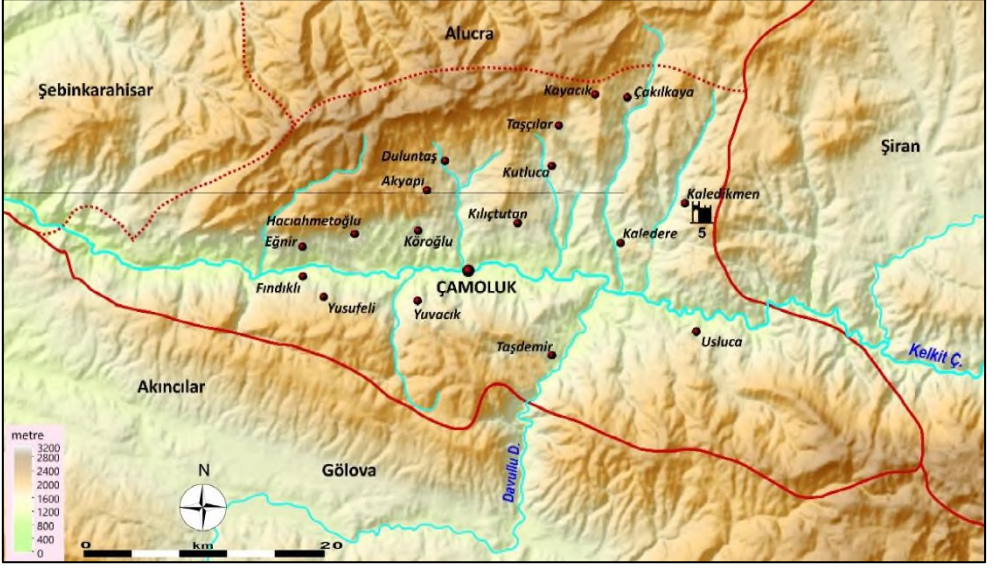 Alucra
Şebinkarahisar
Kayacık
Çakılkaya
Taşçılar
Şiran
Duluntaş
Kutluca
Akyapı
Kaledikmen
Hacıahmetoğlu
Kılıçtutan
5
Eğnir
Köroğlu
Kaledere
Fındıklı
ÇAMOLUK
Yusufeli
Yuvacık
Usluca
Taşdemir
Kelkit Ç.
Akıncılar
metre
3200
2800
2400
2000
1600
1200
800
400
0
N
Gölova
Davullu D.
0
km
20